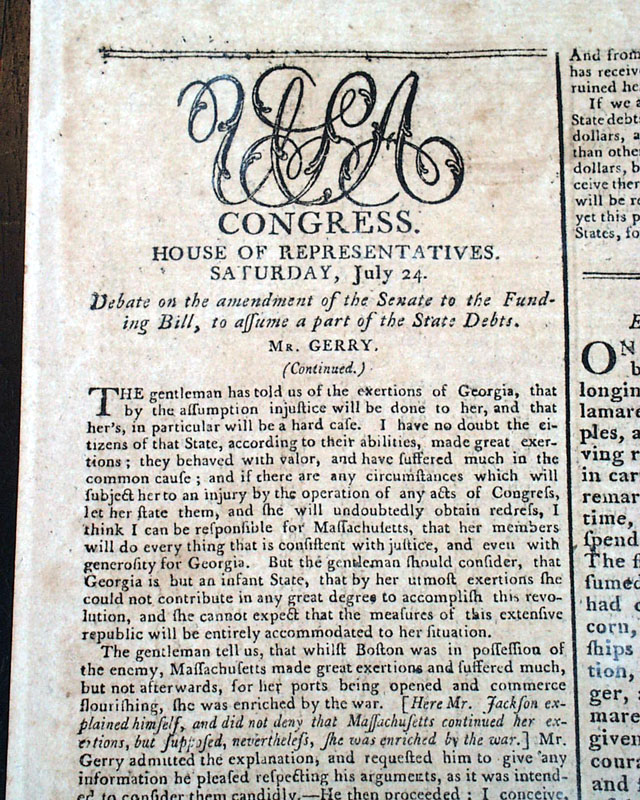 USA
CONGRESS.
HOUSE OF REPRESENTATIVES.
SATURDAY, July 24.
Debate on the amendment of the Senate to the Fund-
ing Bill, to aſſume a part of the State Debts.
MR. GERRY.
(Continued.)
THE gentleman has told us of the exertions of Georgia, that
by the aſſumption injuſtice will be done to her, and that
her's, in particular will be a hard caſe. I have no doubt the ci-
tizens of that State, according to their abilities, made great exer-
tions; they behaved with valor, and have ſuffered much in the
common cauſe; and if there are any circumſtances which will
ſubject her to an injury by the operation of any acts of Congreſs,
let her ſtate them, and ſhe will undoubtedly obtain redreſs, I
think I can be reſponſible for Maſſachuſetts, that her members
will do every thing that is conſiſtent with juſtice, and even with
generoſity for Georgia. But the gentleman ſhould conſider, that
Georgia is but an infant State, that by her utmoſt exertions ſhe
could not contribute in any great degree to accompliſh this revo-
lution, and ſhe cannot expect that the meaſures of this extenſive
republic will be entirely accommodated to her ſituation.
The gentleman tell us, that whilſt Boſton was in poſſeſſion of
the enemy, Maſſachuſetts made great exertions and ſuffered much,
but not afterwards, for her ports being opened and commerce
flouriſhing, ſhe was enriched by the war. [Here Mr. Jackſon ex-
plained himſelf, and did not deny that Maſſachuſetts continued her ex-
ertions, but ſuppoſed, nevertheleſs, ſhe was enriched by the war.] Mr.
Gerry admitted the explanation, and requeſted him to give any
information he pleaſed reſpecting his arguments, as it was intend-
ed to conſider them candidly.—He then proceeded: I conceive,
And from
has receive
ruined he
If we a
State debts
dollars, a
than othe
dollars, b
ceive ther
will be re
yet this p
States, fo
E
ON
b
longin
lamare
ples, a
ving r
in car
remar
time,
ſpend
The ſ
ſumed
had c
corn,
ſhips
tion,
ger,
mare
given
coura
and